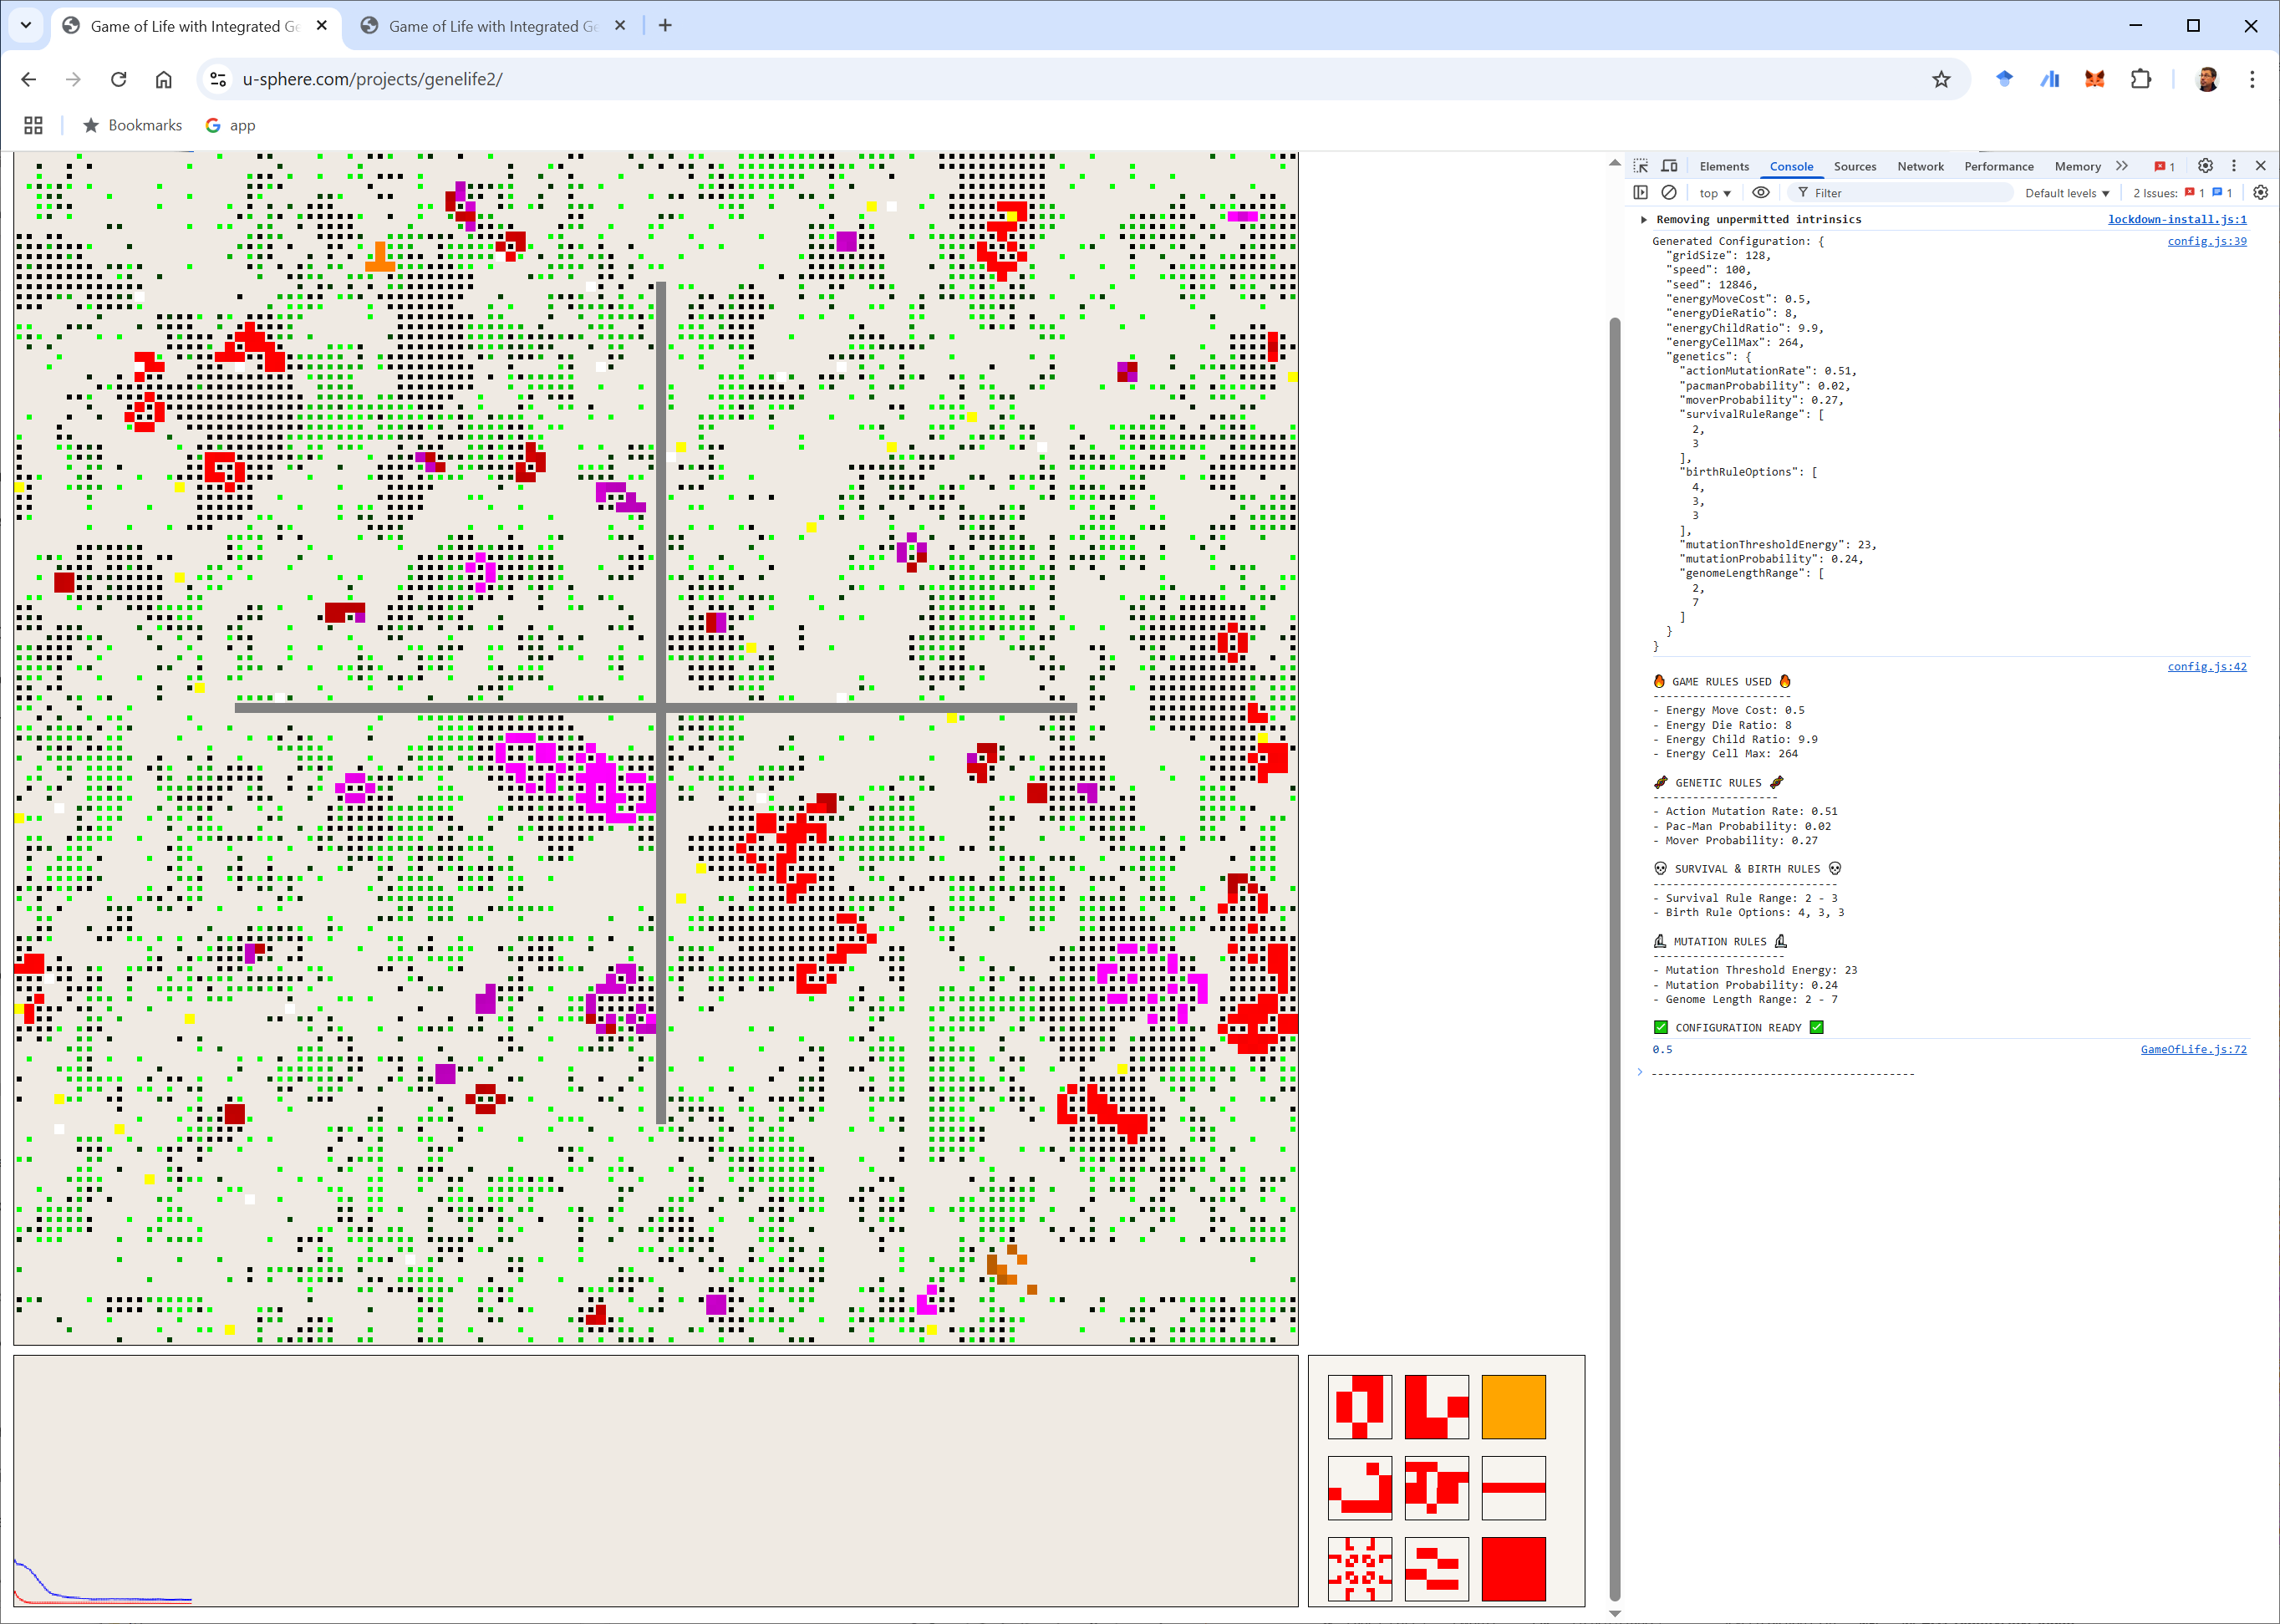 Game of Life with Integrated Ge
Game of Life with Integrated Ge
u-sphere.com/projects/genelife2/
Bookmarks
app
Elements Console Sources Network Performance Memory 1
top Filter Default levels 2 Issues: 1 1
Removing unpermitted intrinsics lockdown-install.js:1
Generated Configuration: { config.js:39
"gridSize": 128,
"speed": 100,
"seed": 12846,
"energyMoveCost": 0.5,
"energyDieRatio": 8,
"energyChildRatio": 9.9,
"energyCellMax": 264,
"genetics": {
"actionMutationRate": 0.51,
"pacmanProbability": 0.02,
"moverProbability": 0.27,
"survivalRuleRange": [
2,
3
],
"birthRuleOptions": [
4,
3,
3
],
"mutationThresholdEnergy": 23,
"mutationProbability": 0.24,
"genomeLengthRange": [
2,
7
]
}
}
config.js:42
🔥 GAME RULES USED 🔥
--------------------
- Energy Move Cost: 0.5
- Energy Die Ratio: 8
- Energy Child Ratio: 9.9
- Energy Cell Max: 264
🧬 GENETIC RULES 🧬
------------------
- Action Mutation Rate: 0.51
- Pac-Man Probability: 0.02
- Mover Probability: 0.27
💀 SURVIVAL & BIRTH RULES 💀
---------------------------
- Survival Rule Range: 2 - 3
- Birth Rule Options: 4, 3, 3
🔬 MUTATION RULES 🔬
-------------------
- Mutation Threshold Energy: 23
- Mutation Probability: 0.24
- Genome Length Range: 2 - 7
✅ CONFIGURATION READY ✅
0.5 GameOfLife.js:72
----------------------------------------